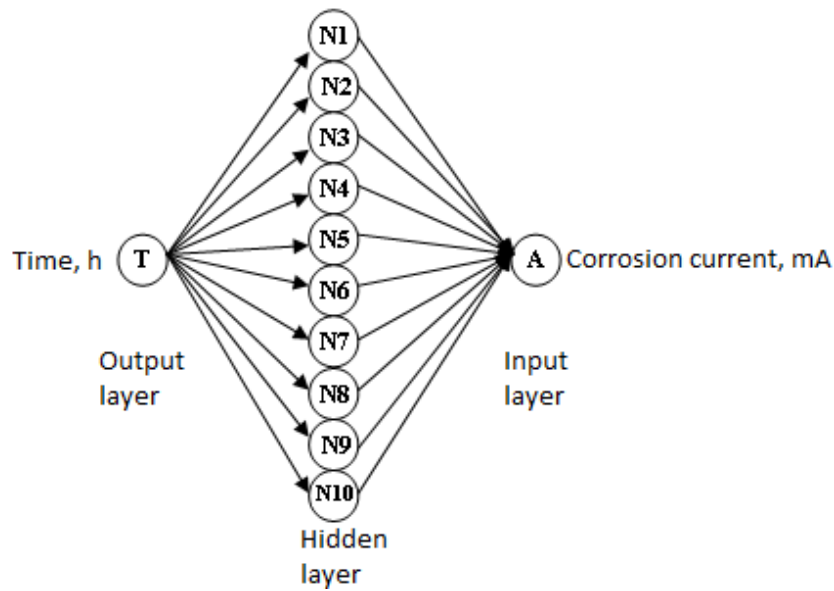 N1
N2
N3
N4
N5
Time, h T A Corrosion current, mA
N6
N7
Output
layer
Input
layer
N8
N9
N10
Hidden
layer